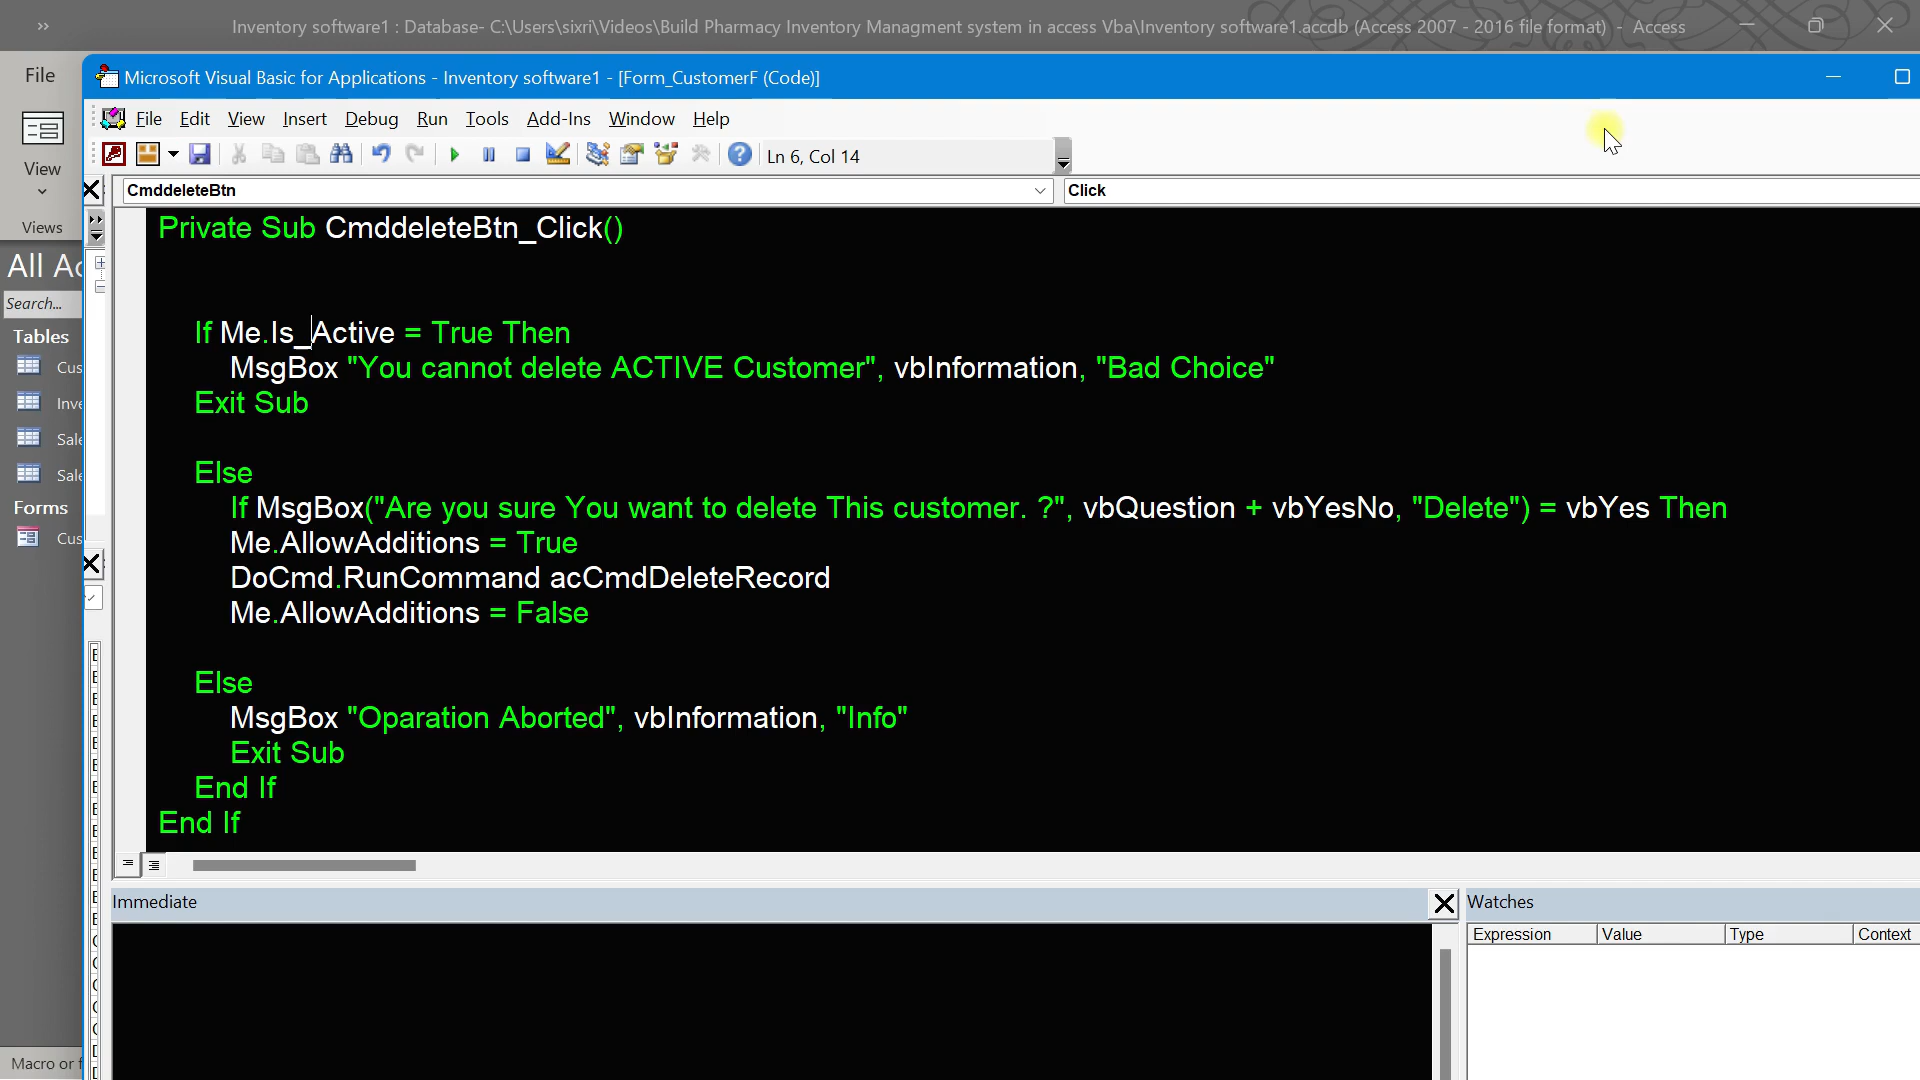 Inventory software1 : Database- C:\Users\sixri\Videos\Build Pharmacy Inventory Managment system in access Vba\Inventory software1.accdb (Access 2007 - 2016 file format) - Access
File
Microsoft Visual Basic for Applications - Inventory software1 - [Form_CustomerF (Code)]
File Edit View Insert Debug Run Tools Add-Ins Window Help
Ln 6, Col 14
View
Views
CmddeleteBtn
Click
Private Sub CmddeleteBtn_Click()
If Me.Is_Active = True Then
MsgBox "You cannot delete ACTIVE Customer", vbInformation, "Bad Choice"
Exit Sub
Else
If MsgBox("Are you sure You want to delete This customer. ?", vbQuestion + vbYesNo, "Delete") = vbYes Then
Me.AllowAdditions = True
DoCmd.RunCommand acCmdDeleteRecord
Me.AllowAdditions = False
Else
MsgBox "Oparation Aborted", vbInformation, "Info"
Exit Sub
End If
End If
All Ac
Search...
Tables
Cus
Inve
Sale
Sale
Forms
Cus
Immediate
Watches
Expression Value Type Context
Macro or f